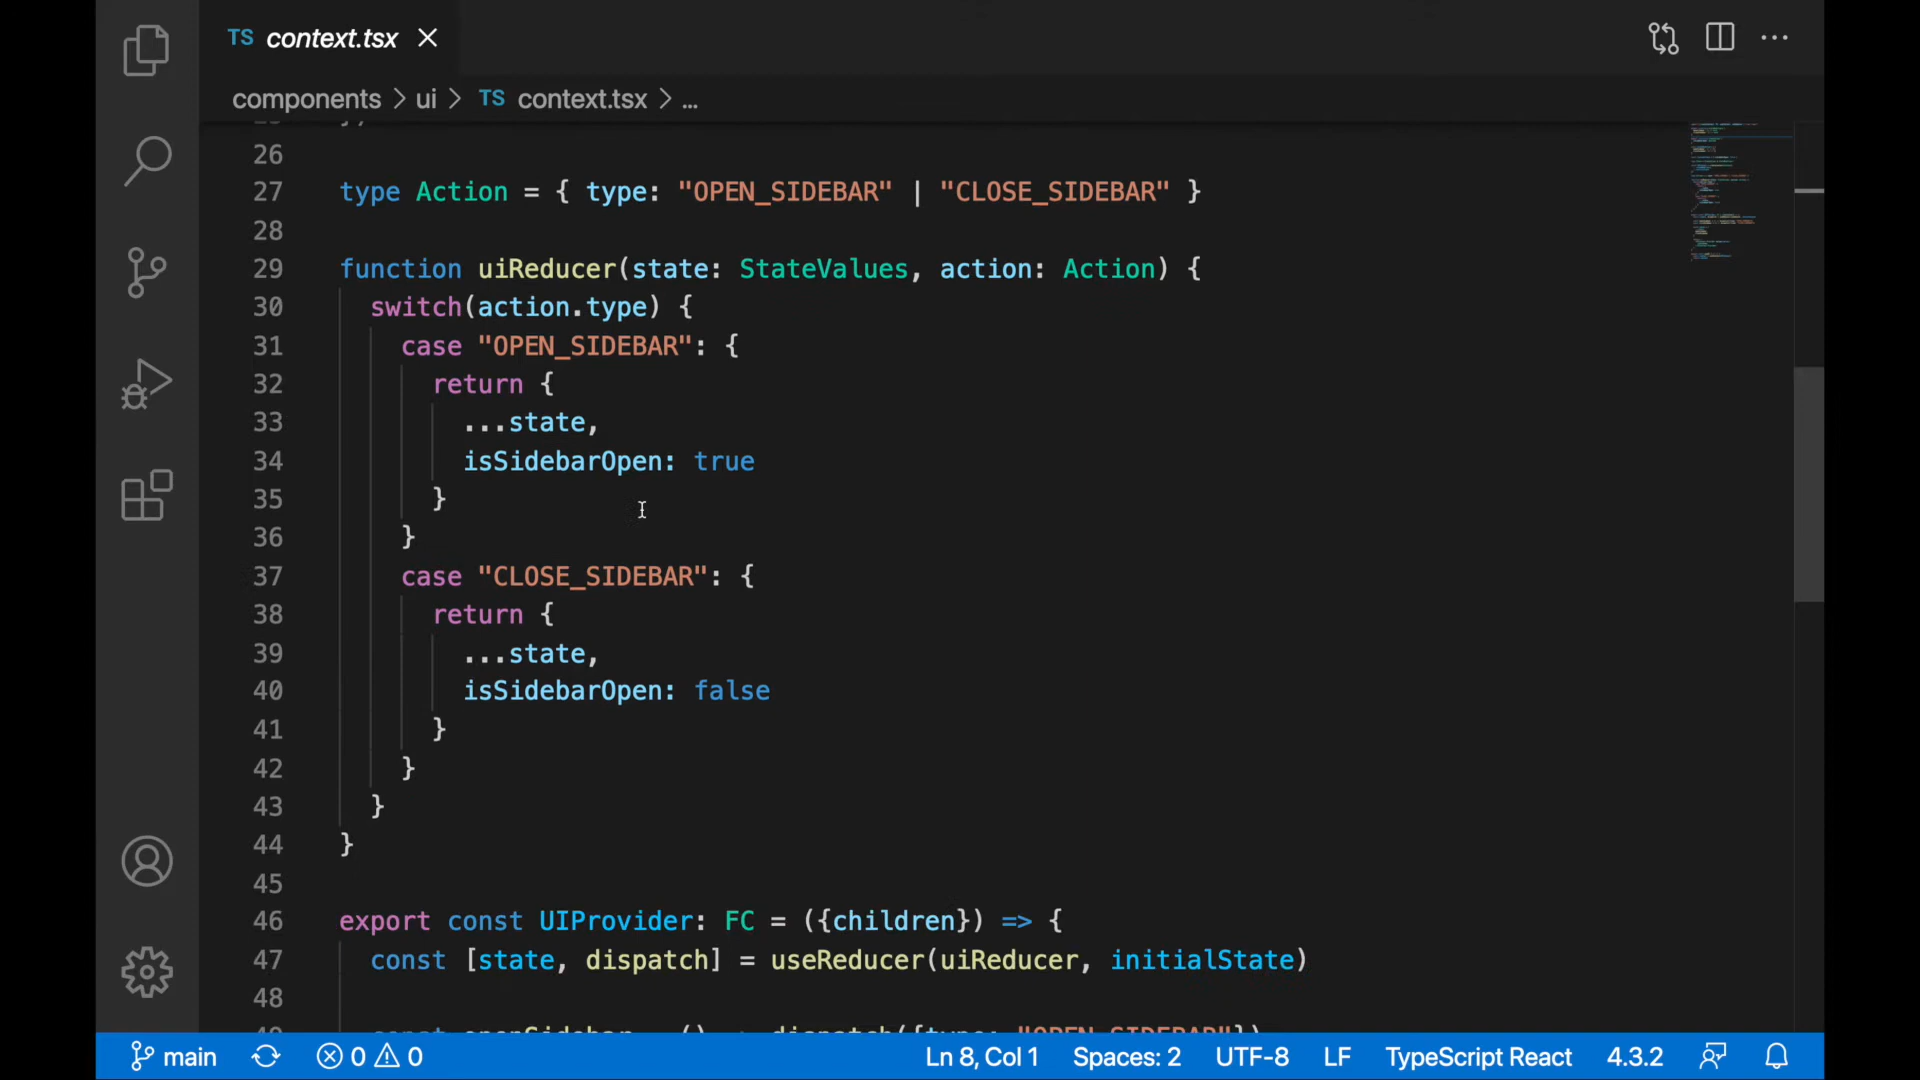 TS context.tsx
components > ui > TS context.tsx > ...
26
27 type Action = { type: "OPEN_SIDEBAR" | "CLOSE_SIDEBAR" }
28
29 function uiReducer(state: StateValues, action: Action) {
30 switch(action.type) {
31 case "OPEN_SIDEBAR": {
32 return {
33 ...state,
34 isSidebarOpen: true
35 }
36 }
37 case "CLOSE_SIDEBAR": {
38 return {
39 ...state,
40 isSidebarOpen: false
41 }
42 }
43 }
44 }
45
46 export const UIProvider: FC = ({children}) => {
47 const [state, dispatch] = useReducer(uiReducer, initialState)
48
main 0 0 Ln 8, Col 1 Spaces: 2 UTF-8 LF TypeScript React 4.3.2